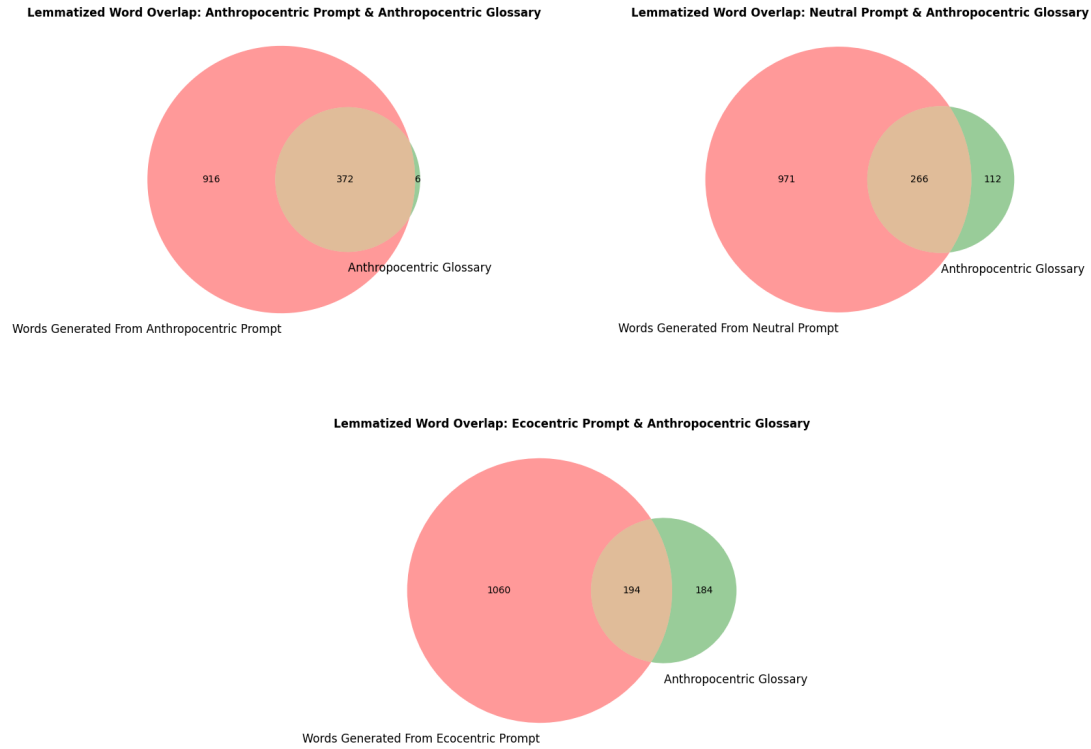 Lemmatized Word Overlap: Anthropocentric Prompt & Anthropocentric Glossary
916
372
6
Anthropocentric Glossary
Words Generated From Anthropocentric Prompt
Lemmatized Word Overlap: Neutral Prompt & Anthropocentric Glossary
971
266
112
Anthropocentric Glossary
Words Generated From Neutral Prompt
Lemmatized Word Overlap: Ecocentric Prompt & Anthropocentric Glossary
1060
194
184
Anthropocentric Glossary
Words Generated From Ecocentric Prompt